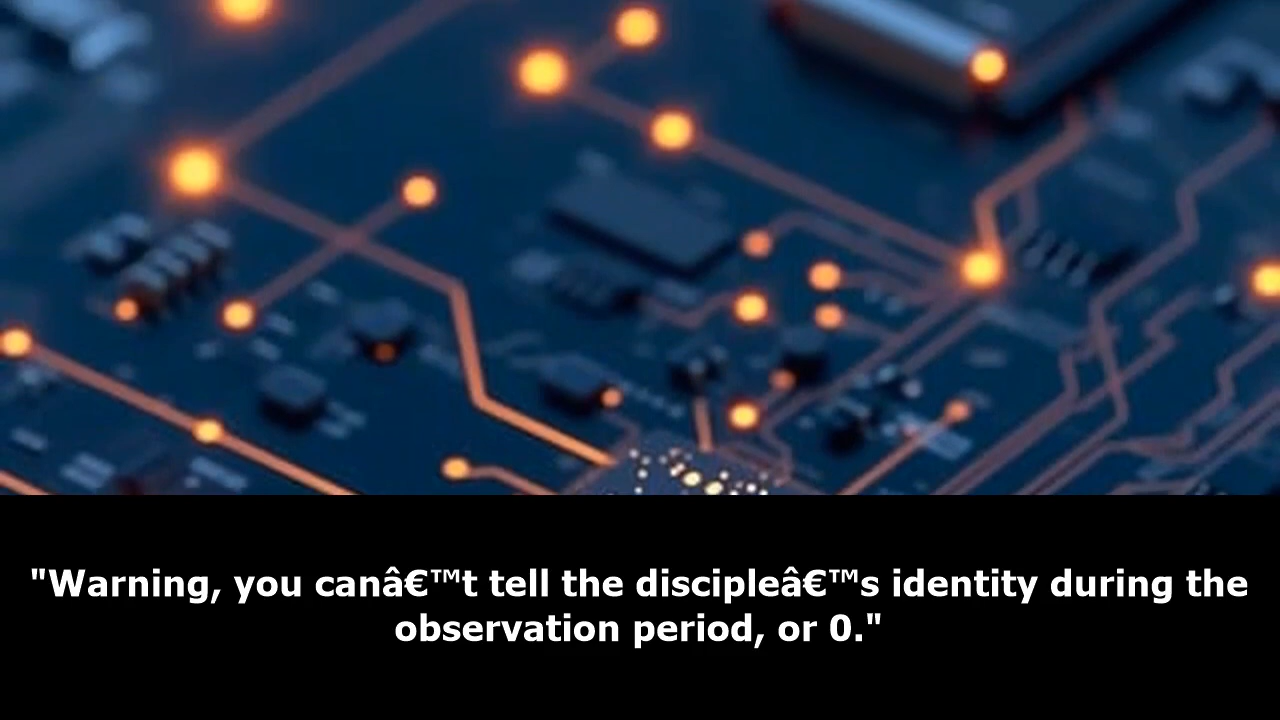 "Warning, you canâ€™t tell the discipleâ€™s identity during the
observation period, or 0."